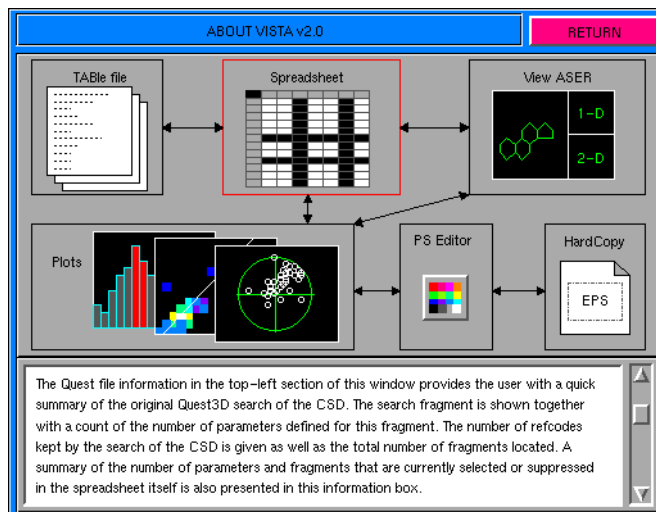 ABOUT VISTA v2.0
RETURN
TABle file
Spreadsheet
View ASER
1-D
2-D
Plots
PS Editor
HardCopy
EPS
The Quest file information in the top-left section of this window provides the user with a quick
summary of the original Quest3D search of the CSD. The search fragment is shown together
with a count of the number of parameters defined for this fragment. The number of refcodes
kept by the search of the CSD is given as well as the total number of fragments located. A
summary of the number of parameters and fragments that are currently selected or suppressed
in the spreadsheet itself is also presented in this information box.